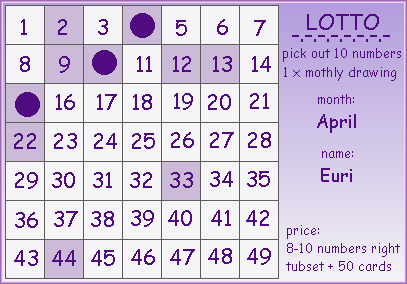 LOTTO
1 2 3 5 6 7
8 9 11 12 13 14
16 17 18 19 20 21
22 23 24 25 26 27 28
29 30 31 32 33 34 35
36 37 38 39 40 41 42
43 44 45 46 47 48 49
pick out 10 numbers
1 x mothly drawing
month:
April
name:
Euri
price:
8-10 numbers right
tubset + 50 cards